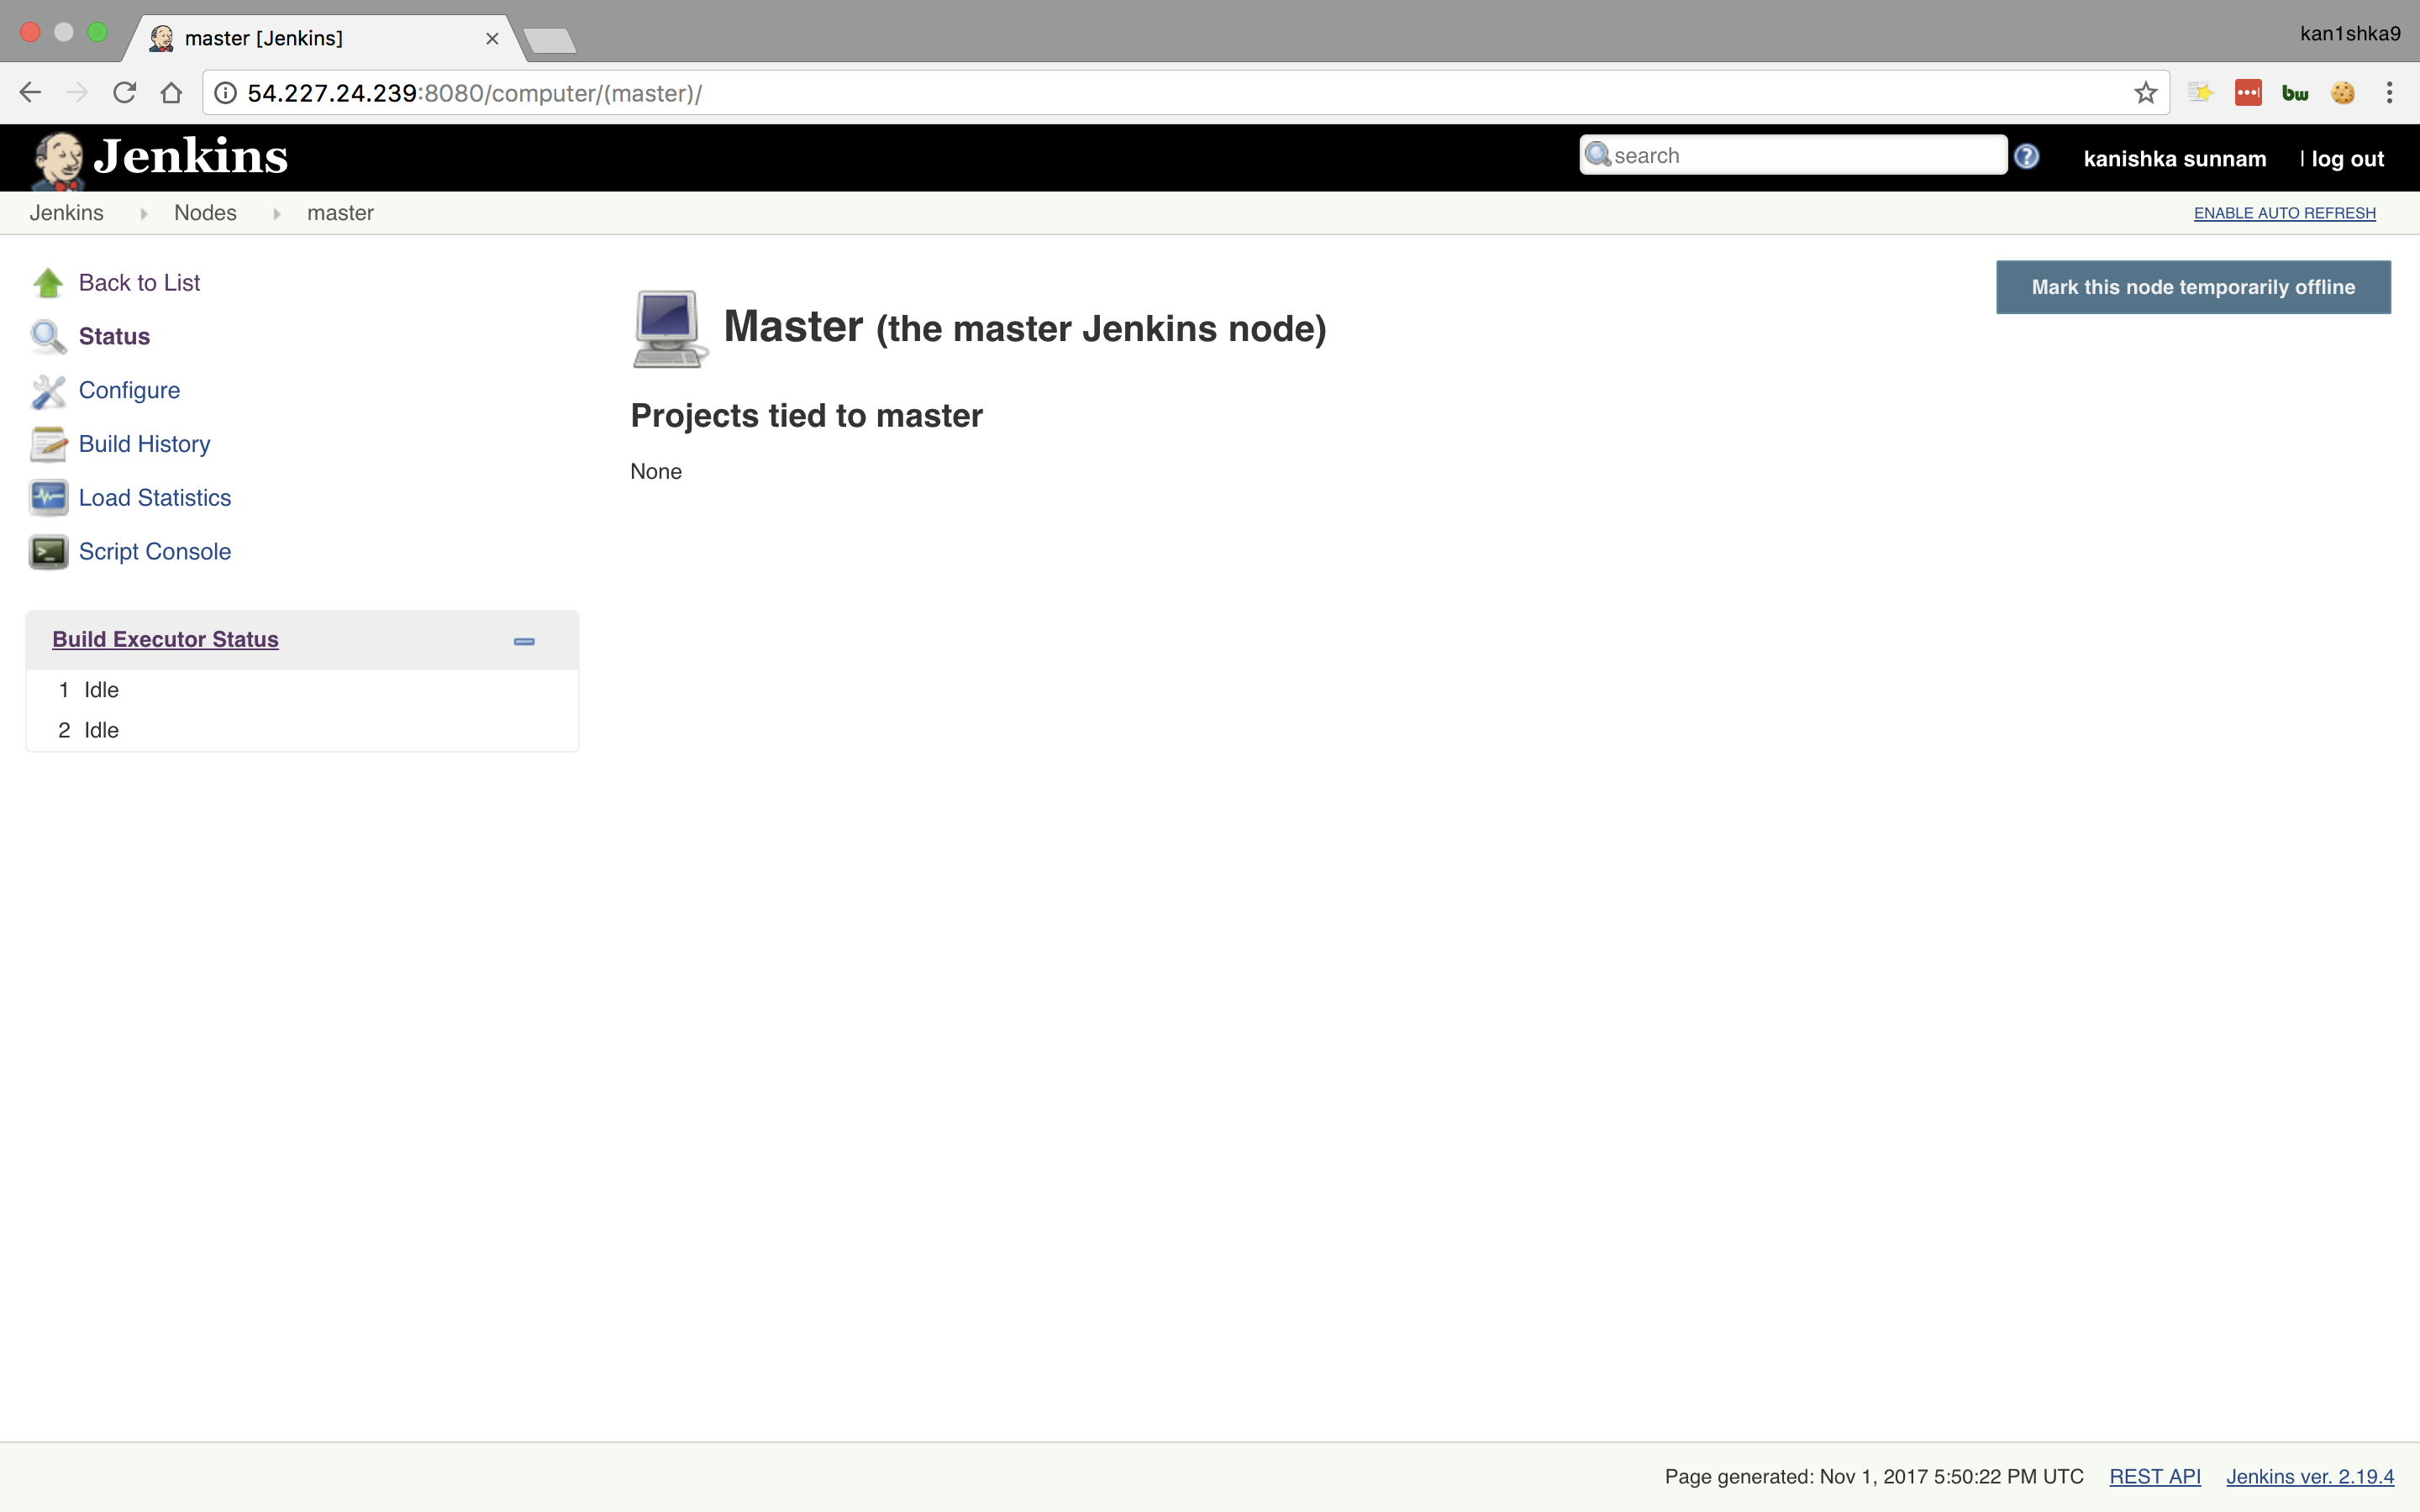 master [Jenkins]
kan1shka9
54.227.24.239:8080/computer/(master)/
bw
Jenkins
search
kanishka sunnam | log out
Jenkins Nodes master
ENABLE AUTO REFRESH
Back to List
Status
Configure
Build History
Load Statistics
Script Console
Build Executor Status
1 Idle
2 Idle
Mark this node temporarily offline
Master (the master Jenkins node)
Projects tied to master
None
Page generated: Nov 1, 2017 5:50:22 PM UTC REST API Jenkins ver. 2.19.4